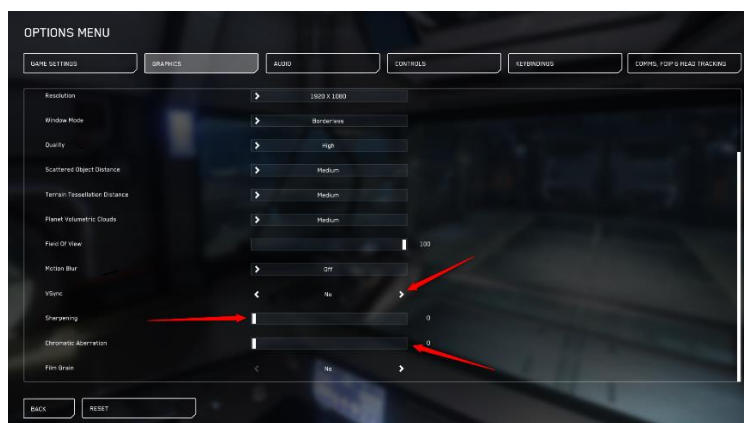 OPTIONS MENU
GAME SETTINGS
GRAPHICS
AUDIO
CONTROLS
KEYBINDINGS
COMMS, FOIP & HEAD TRACKING
Resolution > 1920 X 1080
Window Mode > Borderless
Quality > High
Scattered Object Distance > Medium
Terrain Tessellation Distance > Medium
Planet Volumetric Clouds > Medium
Field Of View 100
Motion Blur > Off
VSync < No >
Sharpening 0
Chromatic Aberration 0
Film Grain < No >
BACK
RESET